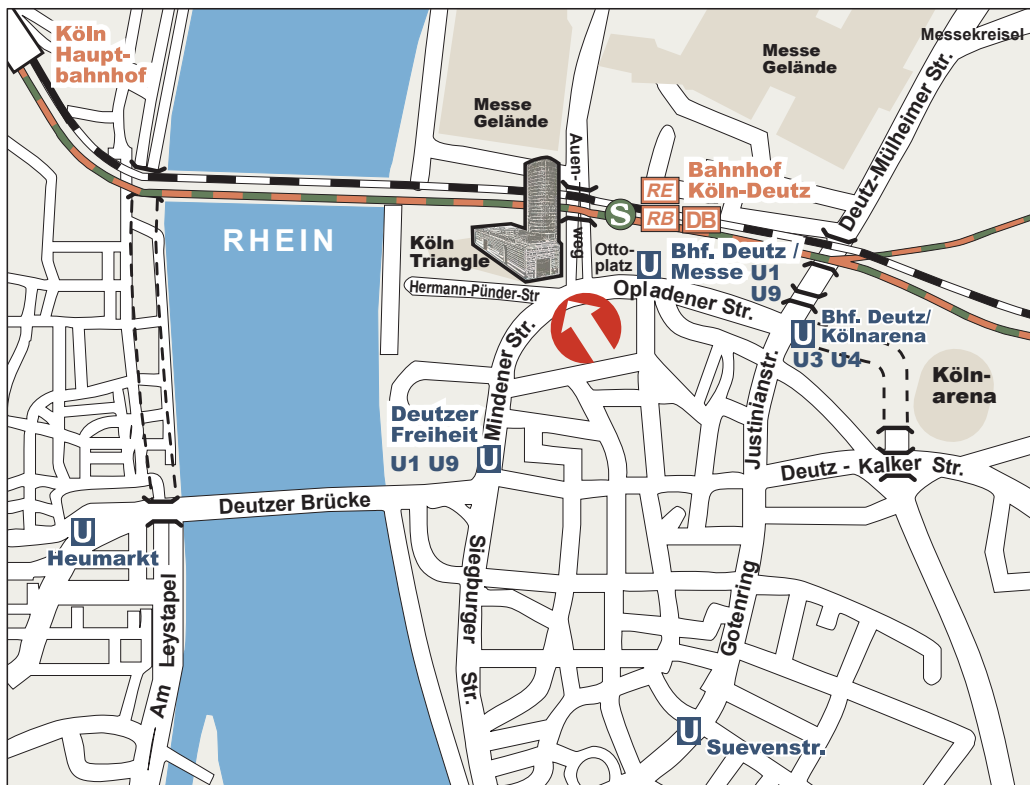 Köln
Haupt-
bahnhof
Messekreisel
Messe
Gelände
Messe
Gelände
Deutz-Mülheimer Str.
Auen-
weg
RE
Bahnhof
Köln-Deutz
S
RB
DB
RHEIN
Köln
Triangle
Otto-
platz
U
Bhf. Deutz /
Messe U1
U9
Hermann-Pünder-Str
Opladener Str.
Mindener Str.
U
Bhf. Deutz/
Kölnarena
U3 U4
Justinianstr.
Köln-
arena
Deutzer
Freiheit
U1 U9
U
Deutz - Kalker Str.
Deutzer Brücke
U
Heumarkt
Siegburger Str.
Gotenring
Am Leystapel
U
Suevenstr.